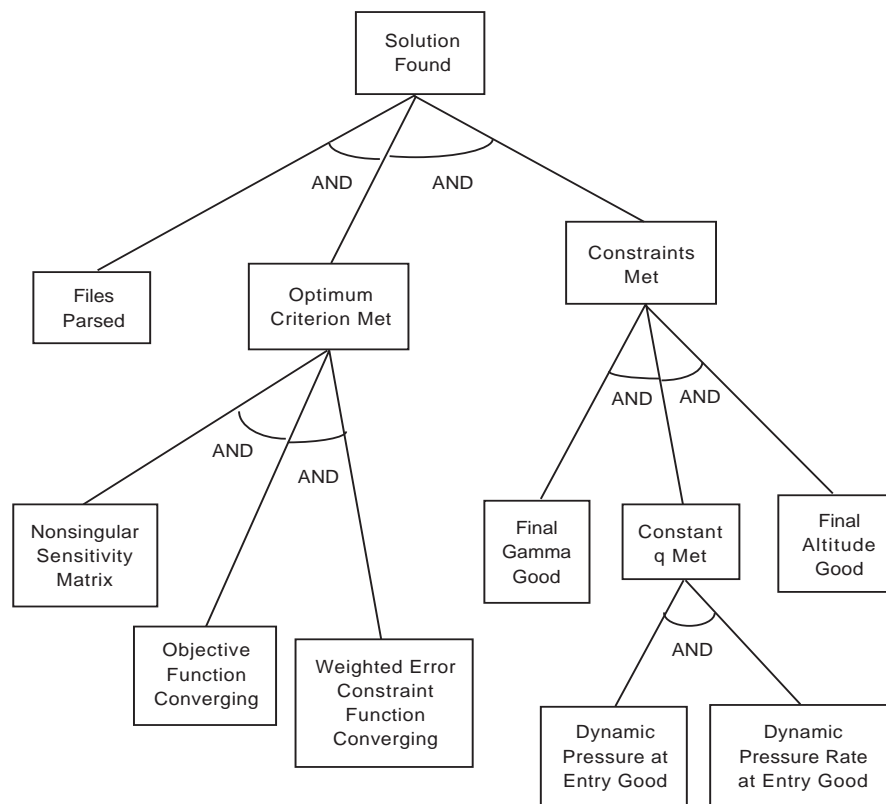 Solution
Found
AND
AND
Files
Parsed
Optimum
Criterion Met
Constraints
Met
AND
AND
AND
AND
Nonsingular
Sensitivity
Matrix
Objective
Function
Converging
Weighted Error
Constraint
Function
Converging
Final
Gamma
Good
Constant
q Met
Final
Altitude
Good
AND
Dynamic
Pressure at
Entry Good
Dynamic
Pressure Rate
at Entry Good